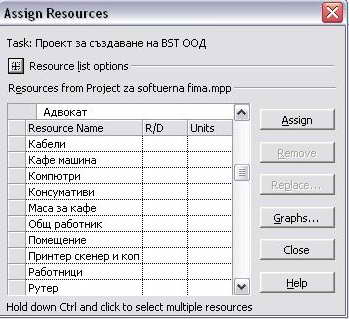 Assign Resources
Task: Проект за създаване на BST ООД
Resource list options
Resources from Project za softuerna fima.mpp
Адвокат
Resource Name R/D Units
Кабели
Кафе машина
Компютри
Консумативи
Маса за кафе
Общ работник
Помещение
Принтер скенер и коп
Работници
Рутер
Assign
Remove
Replace...
Graphs...
Close
Help
Hold down Ctrl and click to select multiple resources